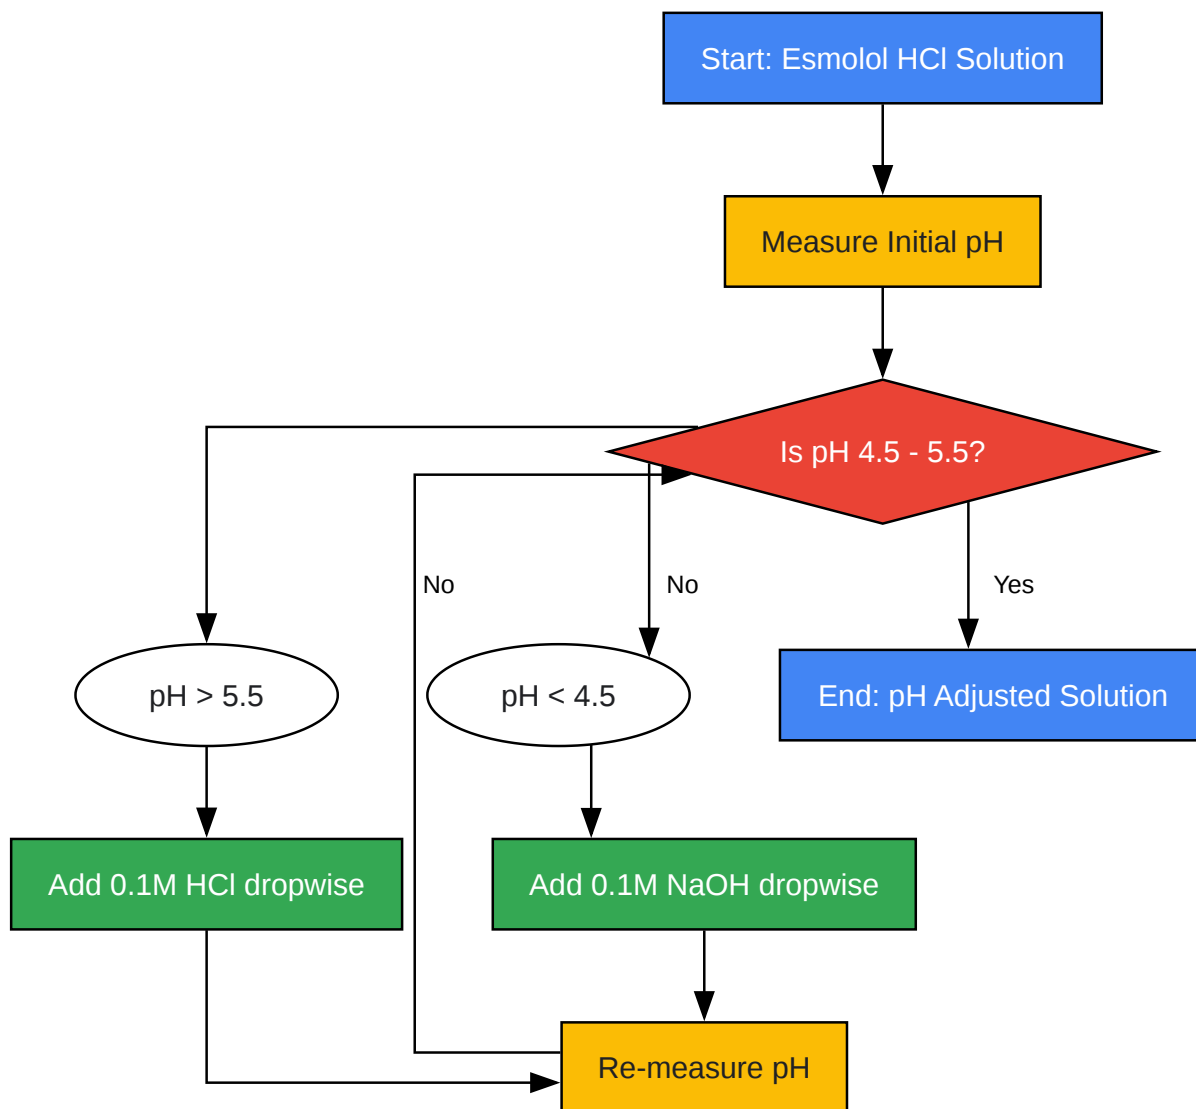 Start: Esmolol HCl Solution
Measure Initial pH
Is pH 4.5 - 5.5?
No
No
Yes
pH > 5.5
pH < 4.5
End: pH Adjusted Solution
Add 0.1M HCl dropwise
Add 0.1M NaOH dropwise
Re-measure pH